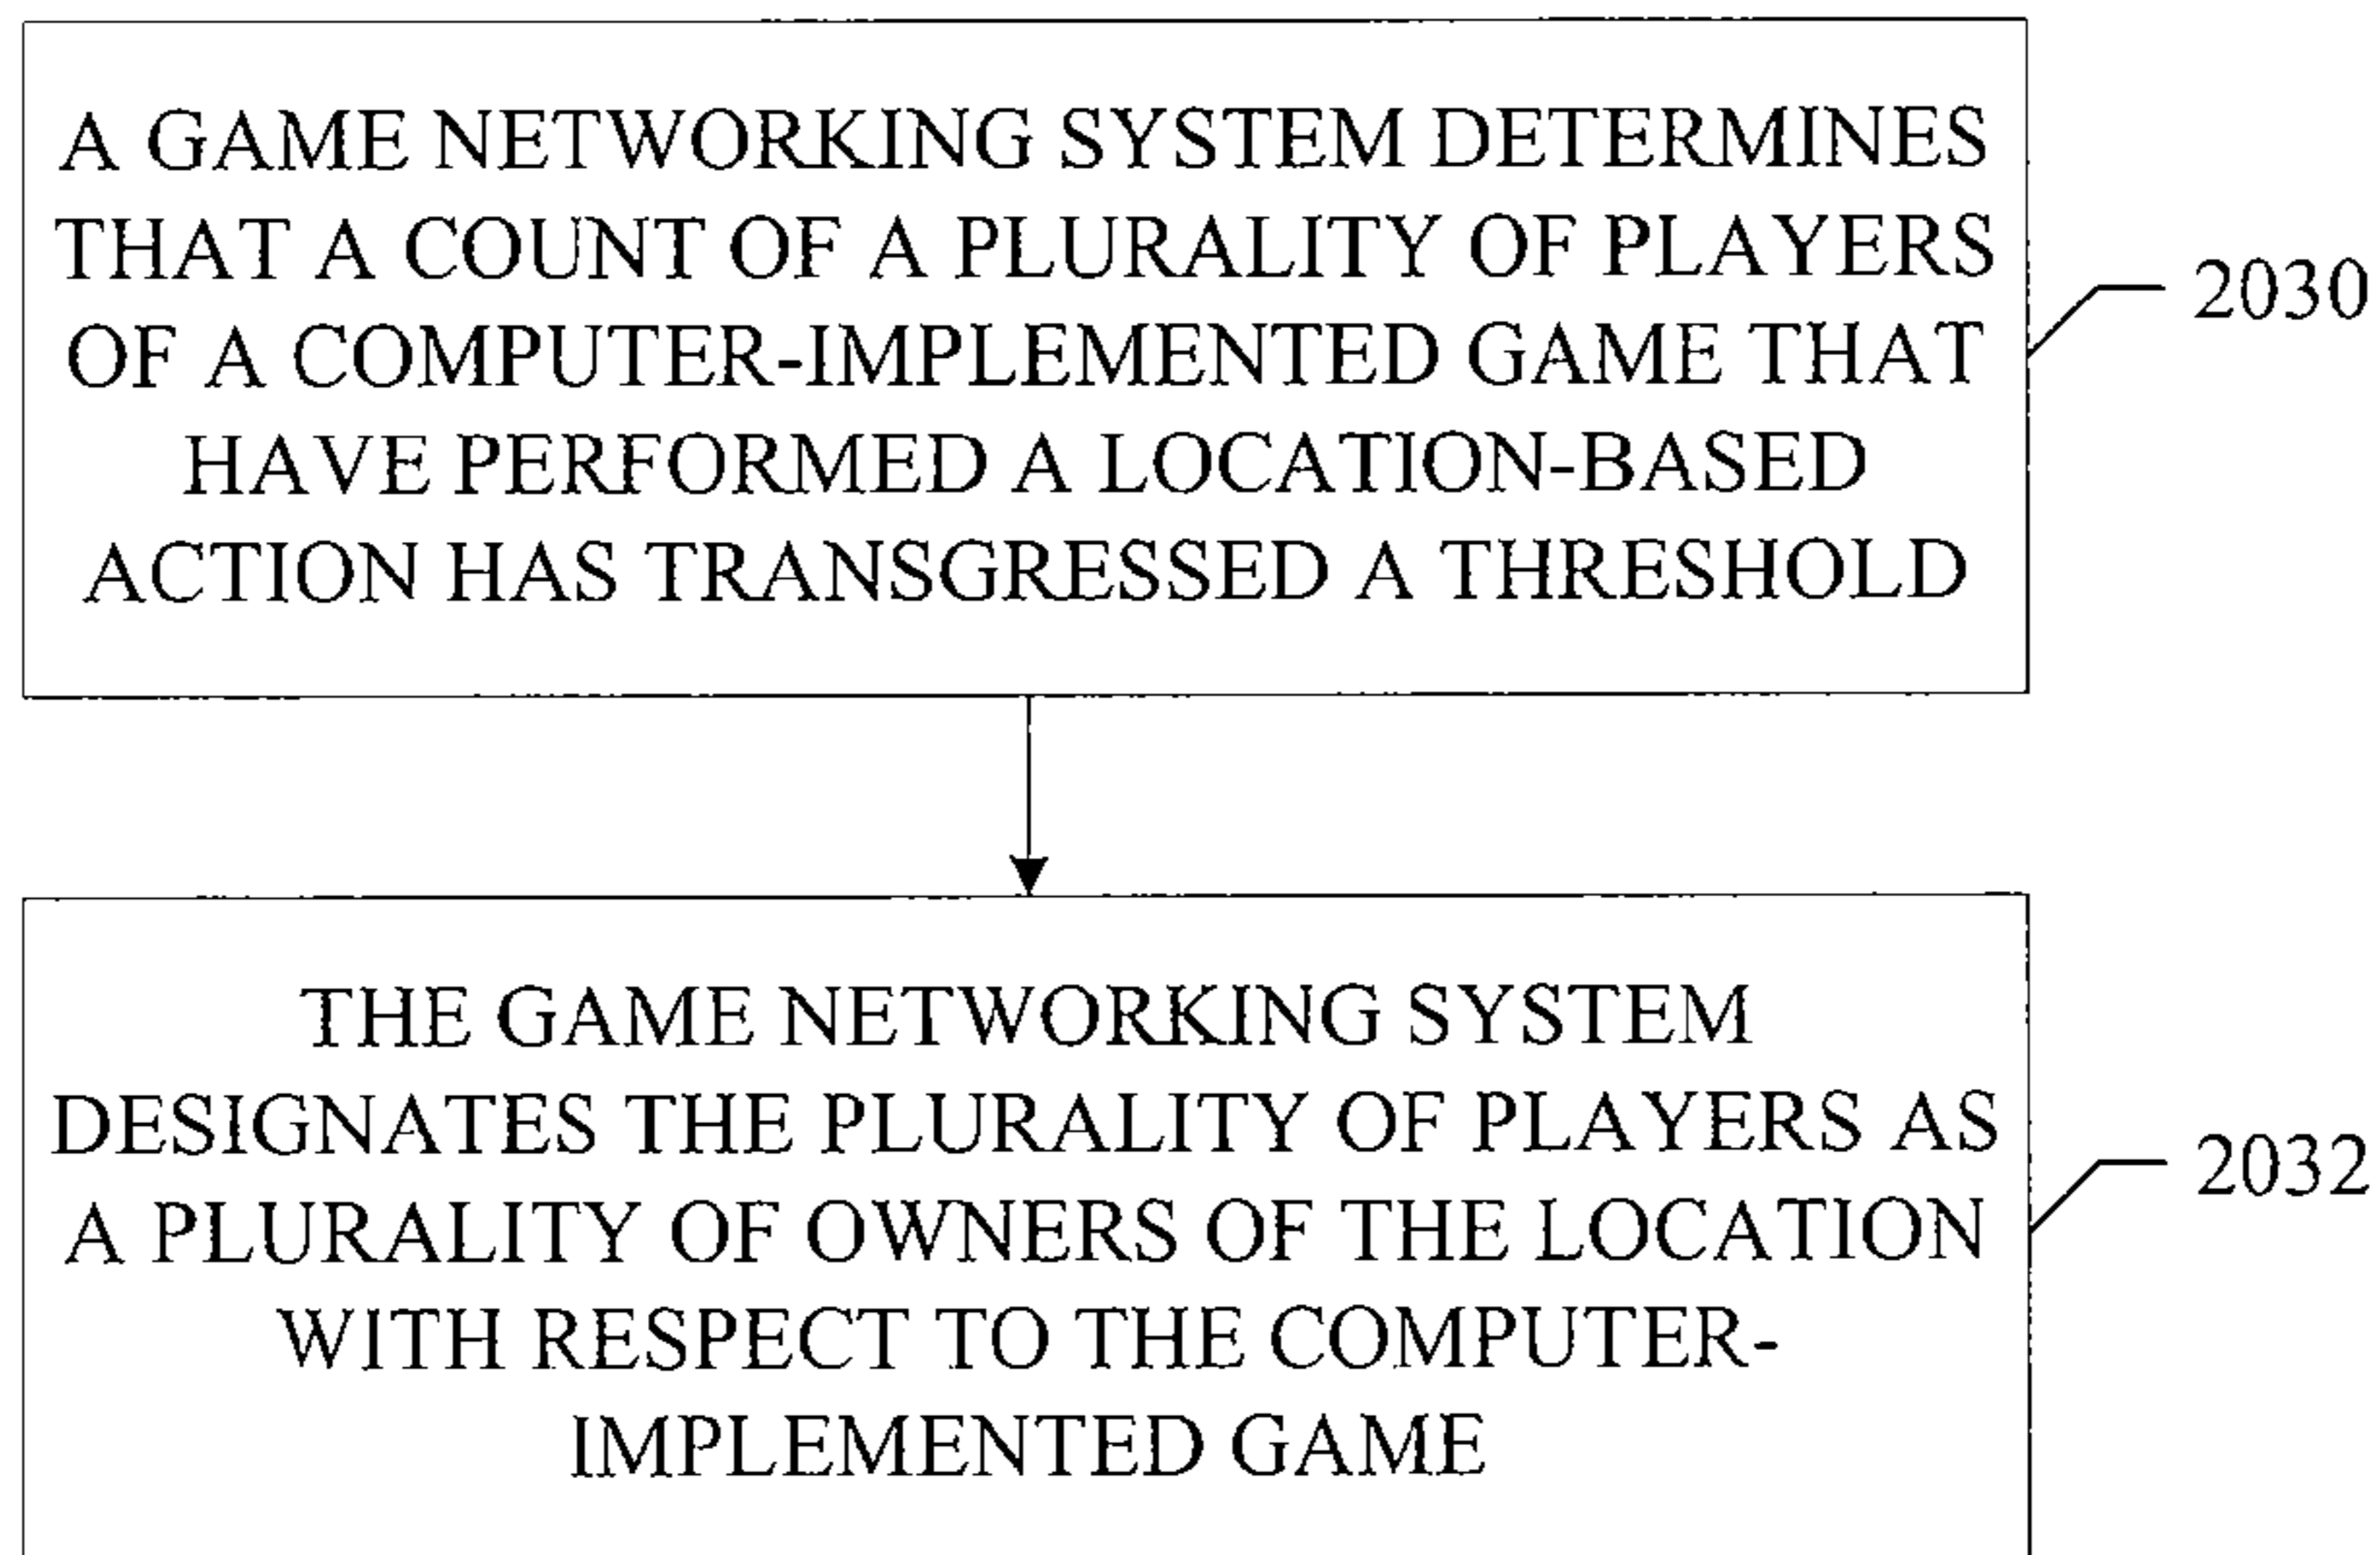 A GAME NETWORKING SYSTEM DETERMINES
THAT A COUNT OF A PLURALITY OF PLAYERS
OF A COMPUTER-IMPLEMENTED GAME THAT
HAVE PERFORMED A LOCATION-BASED
ACTION HAS TRANSGRESSED A THRESHOLD
2030
THE GAME NETWORKING SYSTEM
DESIGNATES THE PLURALITY OF PLAYERS AS
A PLURALITY OF OWNERS OF THE LOCATION
WITH RESPECT TO THE COMPUTER-
IMPLEMENTED GAME
2032